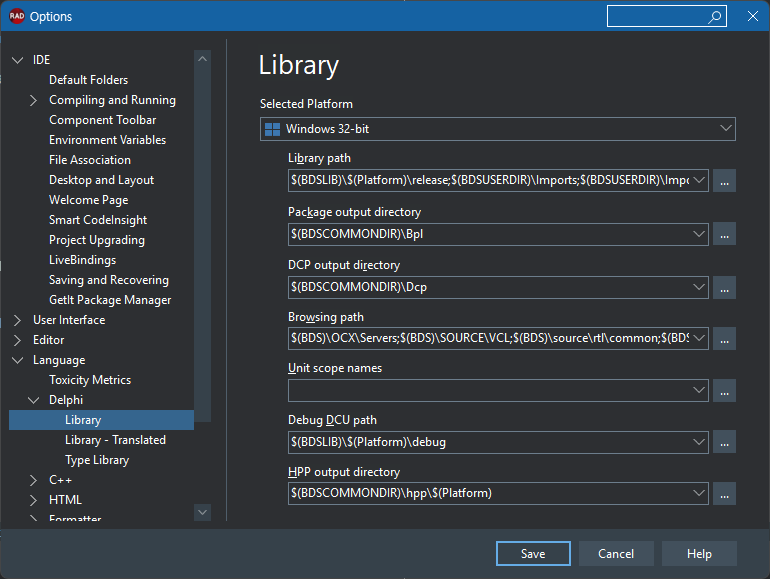 RAD Options
IDE
Default Folders
Compiling and Running
Component Toolbar
Environment Variables
File Association
Desktop and Layout
Welcome Page
Smart CodeInsight
Project Upgrading
LiveBindings
Saving and Recovering
GetIt Package Manager
User Interface
Editor
Language
Toxicity Metrics
Delphi
Library
Library - Translated
Type Library
C++
HTML
Formatter
Library
Selected Platform
Windows 32-bit
Library path
$(BDSLIB)\$(Platform)\release;$(BDSUSERDIR)\Imports;$(BDSUSERDIR)\Impo
...
Package output directory
$(BDSCOMMONDIR)\Bpl
...
DCP output directory
$(BDSCOMMONDIR)\Dcp
...
Browsing path
$(BDS)\OCX\Servers;$(BDS)\SOURCE\VCL;$(BDS)\source\rtl\common;$(BDS
...
Unit scope names
...
Debug DCU path
$(BDSLIB)\$(Platform)\debug
...
HPP output directory
$(BDSCOMMONDIR)\hpp\$(Platform)
...
Save
Cancel
Help